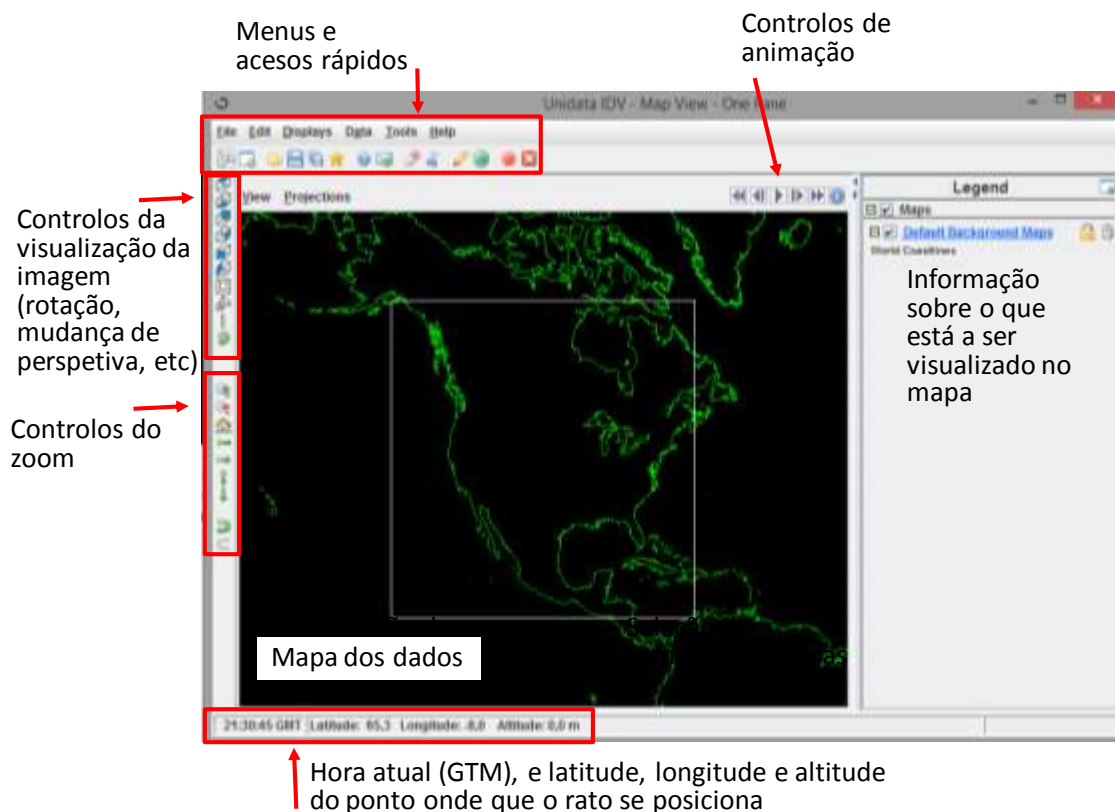 Menus e
acesos rápidos
Controlos de
animação
Unidata IDV - Map View - One Pane
File Edit Displays Data Tools Help
View Projections
Legend
Maps
Default Background Maps
World Coastlines
Controlos da
visualização da
imagem
(rotação,
mudança de
perspetiva, etc)
Controlos do
zoom
Informação
sobre o que
está a ser
visualizado no
mapa
Mapa dos dados
21:30:45 GMT Latitude: 65,3 Longitude: -8,0 Altitude: 0,0 m
Hora atual (GTM), e latitude, longitude e altitude
do ponto onde que o rato se posiciona